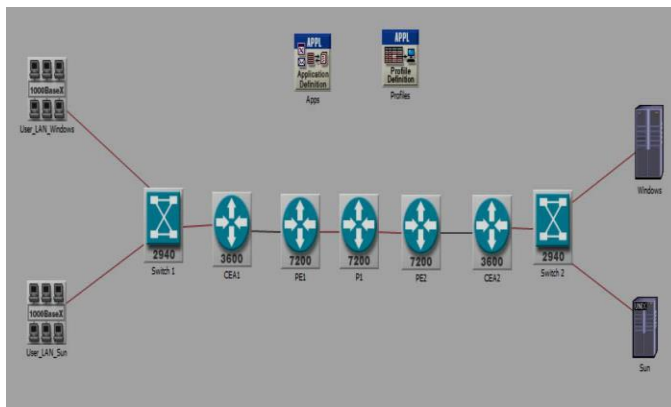 APPL
Application
Definition
Apps
APPL
Profile
Definition
Profiles
1000BaseX
User_LAN_Windows
Windows
2940
Switch 1
3600
CEA1
7200
PE1
7200
P1
7200
PE2
3600
CEA2
2940
Switch 2
1000BaseX
User_LAN_Sun
Sun